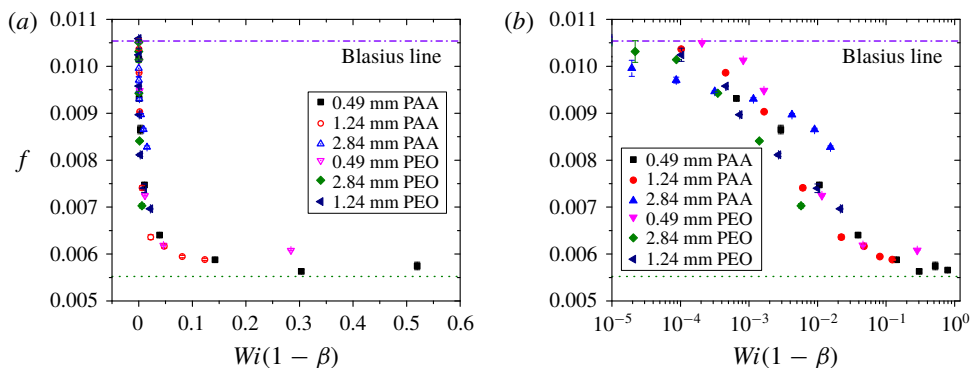 (a)
0.011
0.010
0.009
0.008
0.007
0.006
0.005
f
Blasius line
0.49 mm PAA
1.24 mm PAA
2.84 mm PAA
0.49 mm PEO
2.84 mm PEO
1.24 mm PEO
0 0.1 0.2 0.3 0.4 0.5 0.6
Wi(1 − β)
(b)
0.011
0.010
0.009
0.008
0.007
0.006
0.005
Blasius line
0.49 mm PAA
1.24 mm PAA
2.84 mm PAA
0.49 mm PEO
2.84 mm PEO
1.24 mm PEO
10⁻⁵ 10⁻⁴ 10⁻³ 10⁻² 10⁻¹ 10⁰
Wi(1 − β)